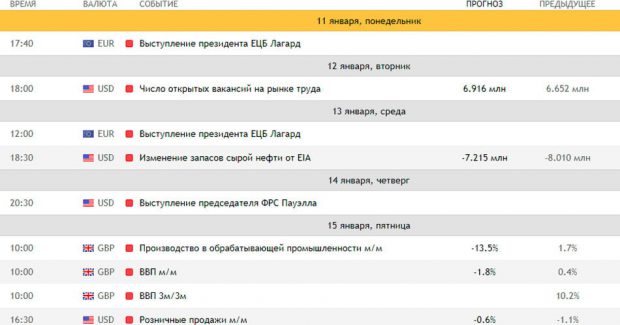 ВРЕМЯ ВАЛЮТА СОБЫТИЕ ПРОГНОЗ ПРЕДЫДУЩЕЕ
11 января, понедельник
17:40 EUR Выступление президента ЕЦБ Лагард
12 января, вторник
18:00 USD Число открытых вакансий на рынке труда 6.916 млн 6.652 млн
13 января, среда
12:00 EUR Выступление президента ЕЦБ Лагард
18:30 USD Изменение запасов сырой нефти от EIA -7.215 млн -8.010 млн
14 января, четверг
20:30 USD Выступление председателя ФРС Пауэлла
15 января, пятница
10:00 GBP Производство в обрабатывающей промышленности м/м -13.5% 1.7%
10:00 GBP ВВП м/м -1.8% 0.4%
10:00 GBP ВВП 3м/3м 10.2%
16:30 USD Розничные продажи м/м -0.6% -1.1%